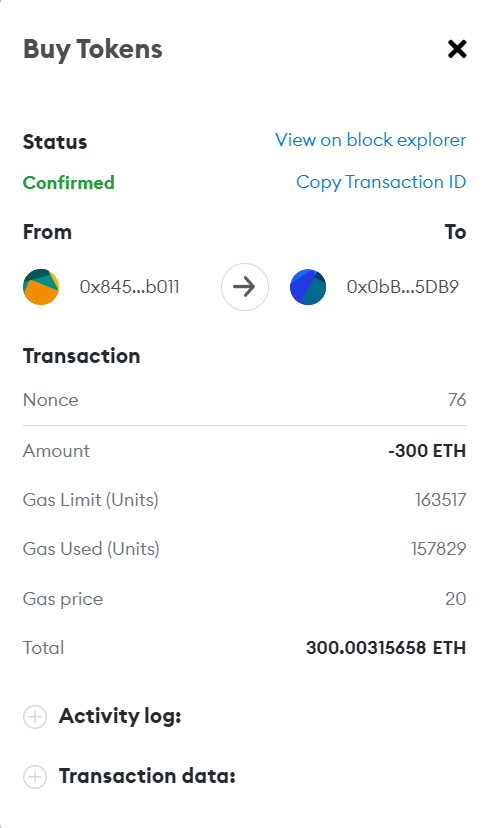 Buy Tokens
Status View on block explorer
Confirmed Copy Transaction ID
From To
0x845...b011 0x0bB...5DB9
Transaction
Nonce 76
Amount -300 ETH
Gas Limit (Units) 163517
Gas Used (Units) 157829
Gas price 20
Total 300.00315658 ETH
Activity log:
Transaction data: